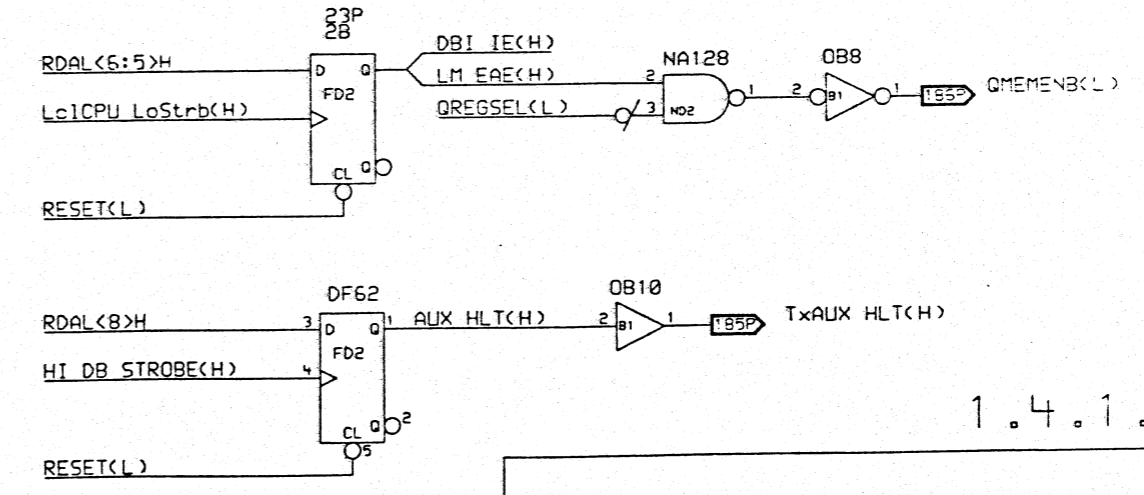 23P
2B
RDAL<6:5>H
D
Q
FD2
LclCPU LoStrb(H)
Q
CL
RESET(L)
DBI IE(H)
LM EAE(H)
QREGSEL(L)
NA128
2
3
ND2
1
OB8
2
B1
1
185P
QMEMENB(L)
DF62
RDAL<8>H
3
D
Q
1
FD2
HI DB STROBE(H)
4
Q
2
CL
5
RESET(L)
AUX HLT(H)
OB10
2
B1
1
185P
TxAUX HLT(H)
1.4.1.